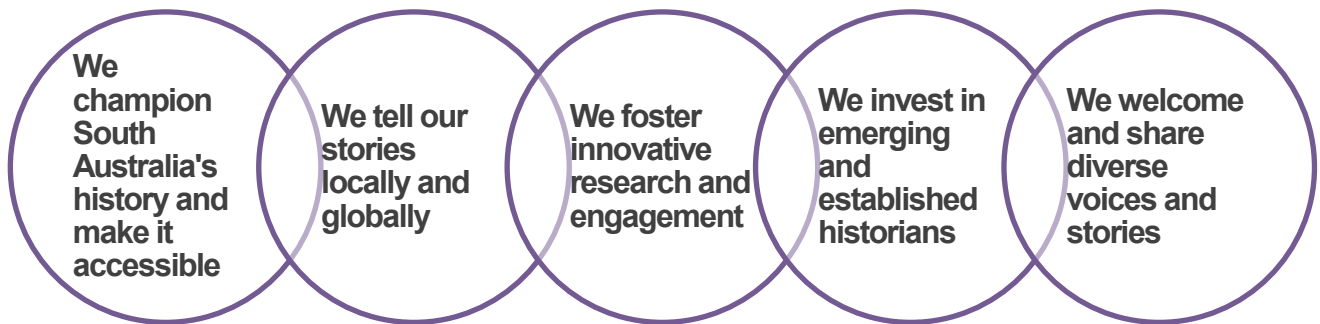 We
champion
South
Australia's
history and
make it
accessible
We tell our
stories
locally and
globally
We foster
innovative
research and
engagement
We invest in
emerging
and
established
historians
We welcome
and share
diverse
voices and
stories